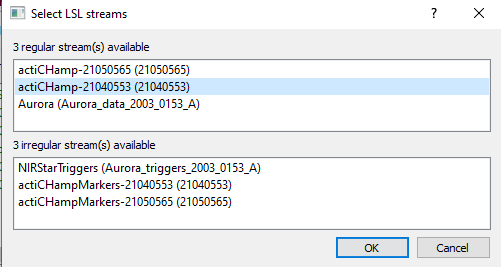 Select LSL streams
?
3 regular stream(s) available
actiCHamp-21050565 (21050565)
actiCHamp-21040553 (21040553)
Aurora (Aurora_data_2003_0153_A)
3 irregular stream(s) available
NIRStarTriggers (Aurora_triggers_2003_0153_A)
actiCHampMarkers-21040553 (21040553)
actiCHampMarkers-21050565 (21050565)
OK Cancel